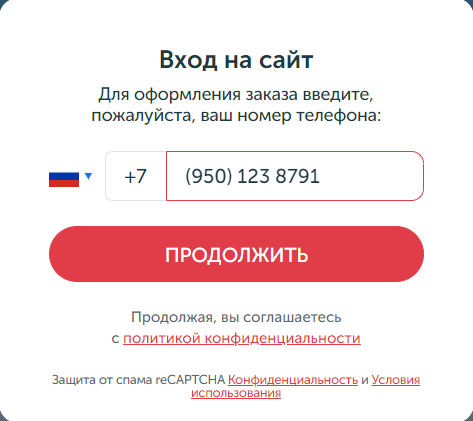 Вход на сайт
Для оформления заказа введите,
пожалуйста, ваш номер телефона:
+7 (950) 123 8791
ПРОДОЛЖИТЬ
Продолжая, вы соглашаетесь
с политикой конфиденциальности
Защита от спама reCAPTCHA Конфиденциальность и Условия
использования